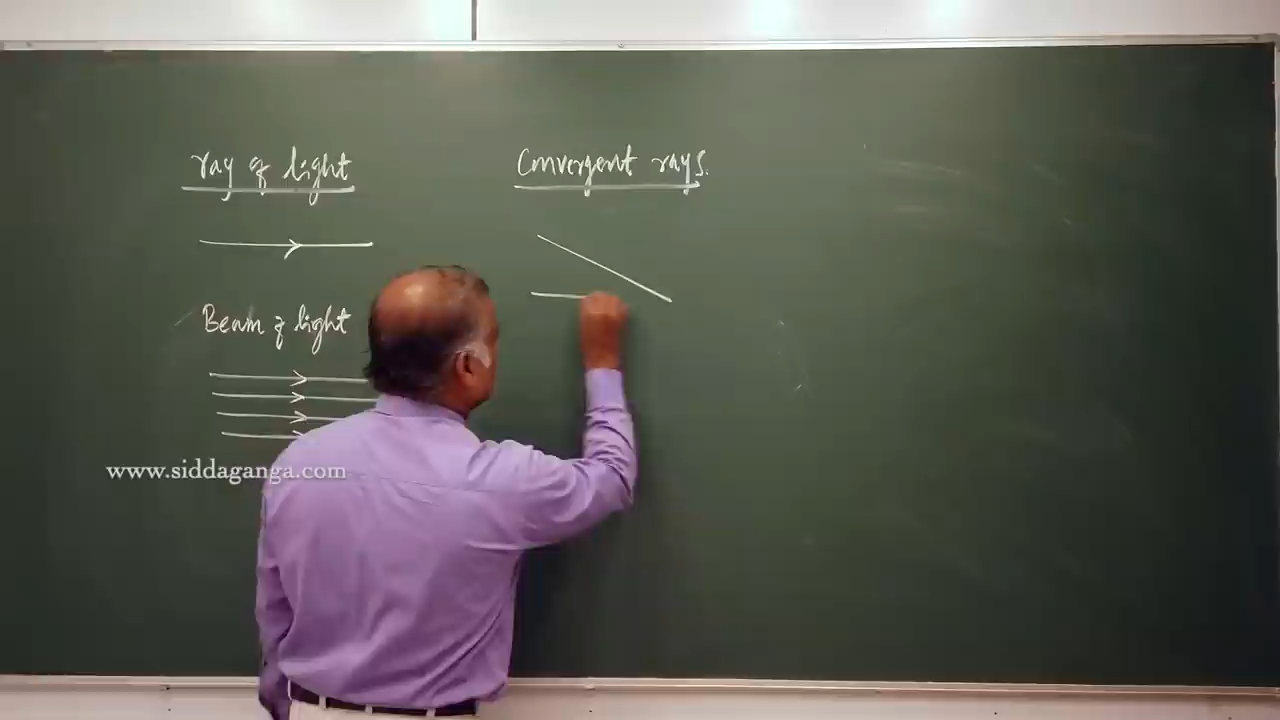 ray of light
Convergent rays.
Beam of light
www.siddaganga.com